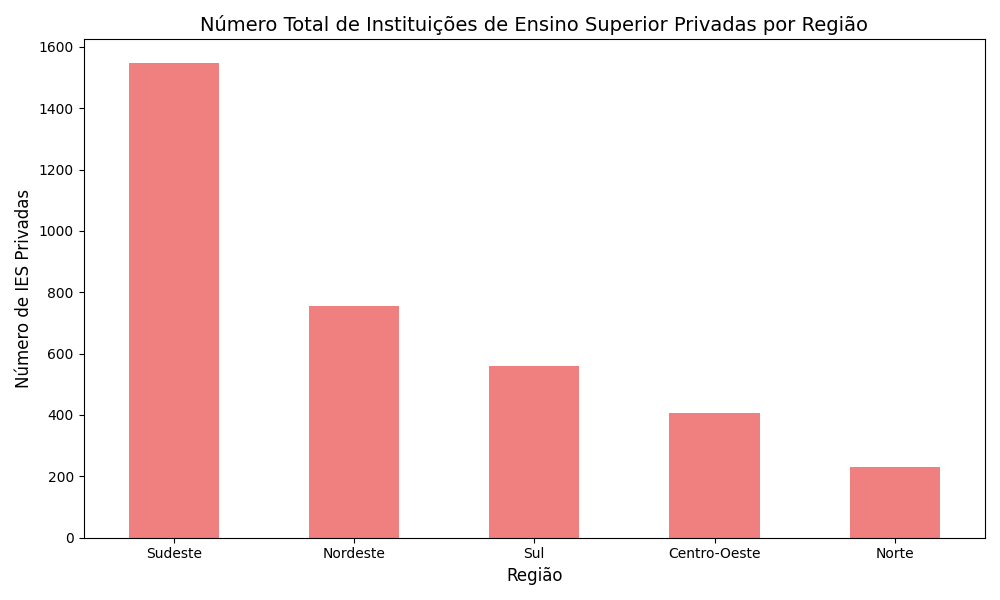 Número Total de Instituições de Ensino Superior Privadas por Região
Número de IES Privadas
1600
1400
1200
1000
800
600
400
200
0
Sudeste Nordeste Sul Centro-Oeste Norte
Região